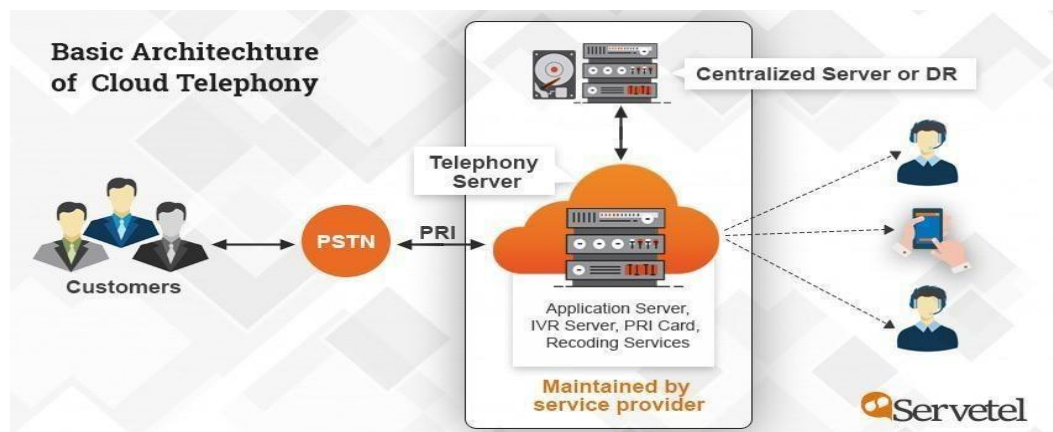 Basic Architechture
of Cloud Telephony
Centralized Server or DR
Telephony
Server
PSTN
PRI
Customers
Application Server,
IVR Server, PRI Card,
Recoding Services
Maintained by
service provider
Servetel